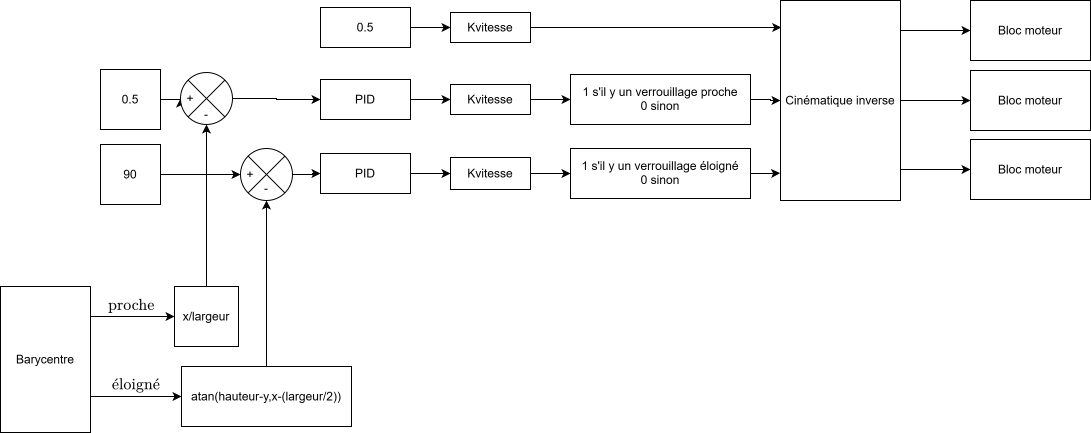 0.5
Kvitesse
Bloc moteur
0.5
+
-
PID
Kvitesse
1 s'il y un verrouillage proche
0 sinon
Cinématique inverse
Bloc moteur
90
+
-
PID
Kvitesse
1 s'il y un verrouillage éloigné
0 sinon
Bloc moteur
Barycentre
proche
x/largeur
éloigné
atan(hauteur-y,x-(largeur/2))